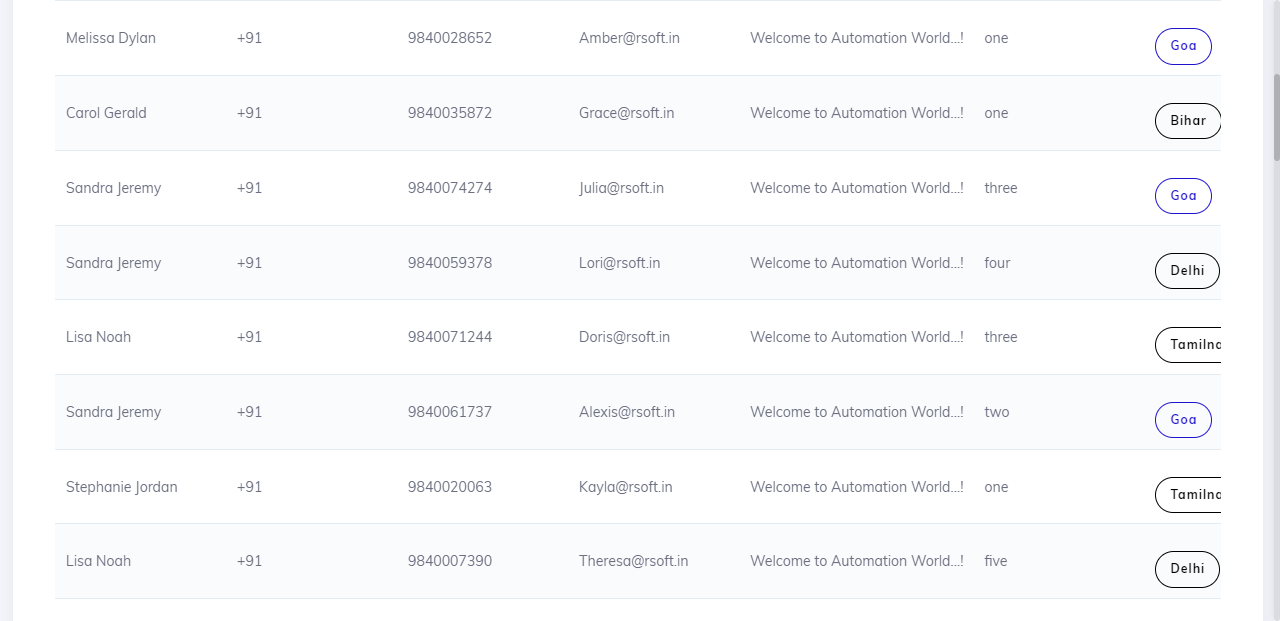 Melissa Dylan +91 9840028652 Amber@rsoft.in Welcome to Automation World...! one Goa
Carol Gerald +91 9840035872 Grace@rsoft.in Welcome to Automation World...! one Bihar
Sandra Jeremy +91 9840074274 Julia@rsoft.in Welcome to Automation World...! three Goa
Sandra Jeremy +91 9840059378 Lori@rsoft.in Welcome to Automation World...! four Delhi
Lisa Noah +91 9840071244 Doris@rsoft.in Welcome to Automation World...! three
Sandra Jeremy +91 9840061737 Alexis@rsoft.in Welcome to Automation World...! two Goa
Stephanie Jordan +91 9840020063 Kayla@rsoft.in Welcome to Automation World...! one
Lisa Noah +91 9840007390 Theresa@rsoft.in Welcome to Automation World...! five Delhi